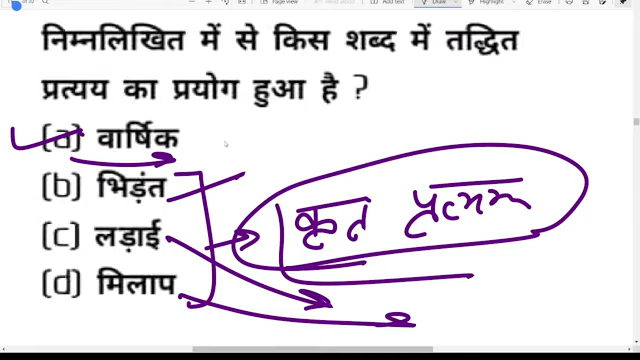 निम्नलिखित में से किस शब्द में तद्धित
प्रत्यय का प्रयोग हुआ है ?
(a) वार्षिक
(b) भिड़ंत
(c) लड़ाई
(d) मिलाप
कृत प्रत्यय